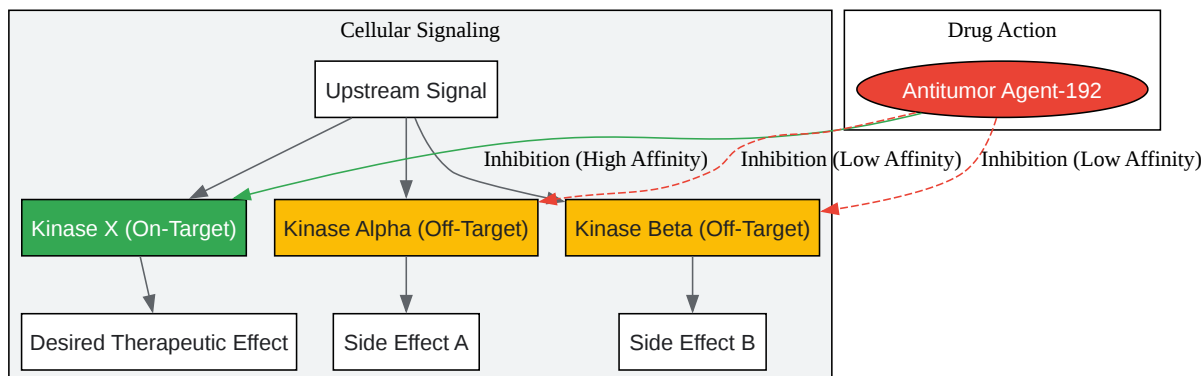 Cellular Signaling
Drug Action
Upstream Signal
Antitumor Agent-192
Inhibition (High Affinity)
Inhibition (Low Affinity)
Inhibition (Low Affinity)
Kinase X (On-Target)
Kinase Alpha (Off-Target)
Kinase Beta (Off-Target)
Desired Therapeutic Effect
Side Effect A
Side Effect B